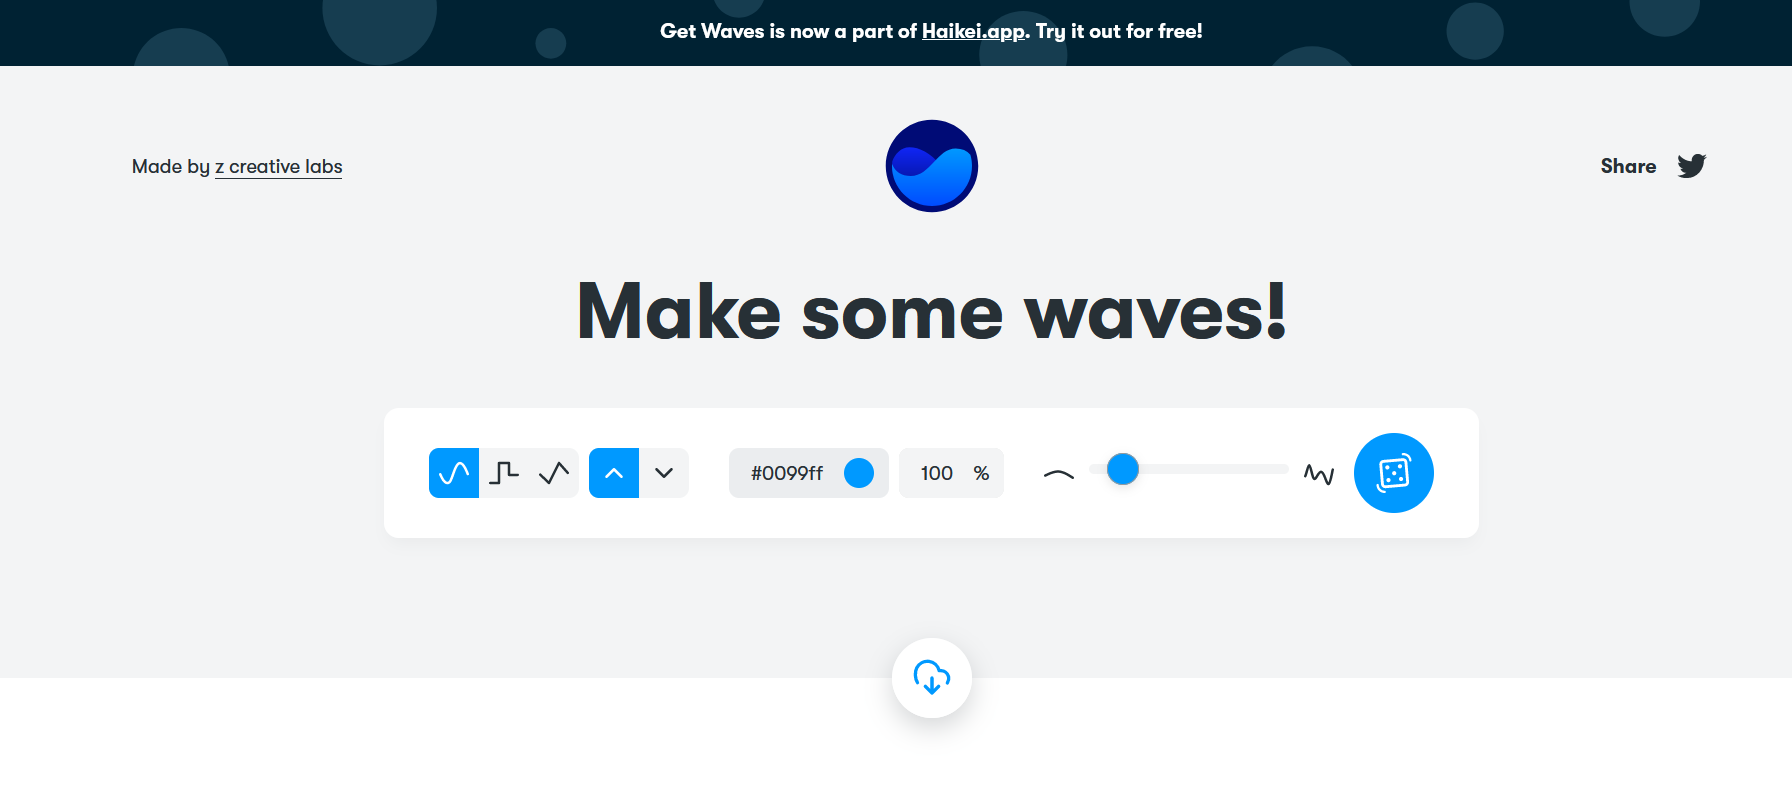 Get Waves is now a part of Haikei.app. Try it out for free!
Made by z creative labs
Share
Make some waves!
#0099ff 100 %